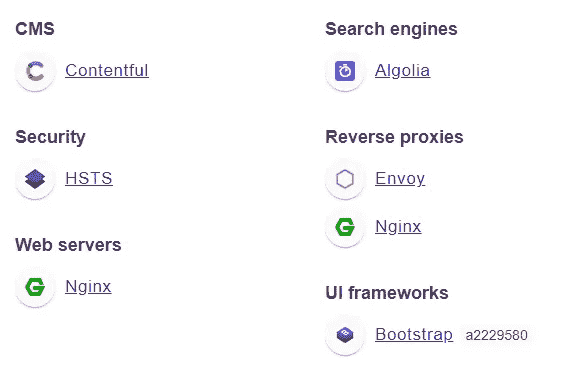 CMS
Contentful
Security
HSTS
Web servers
Nginx
Search engines
Algolia
Reverse proxies
Envoy
Nginx
UI frameworks
Bootstrap a2229580